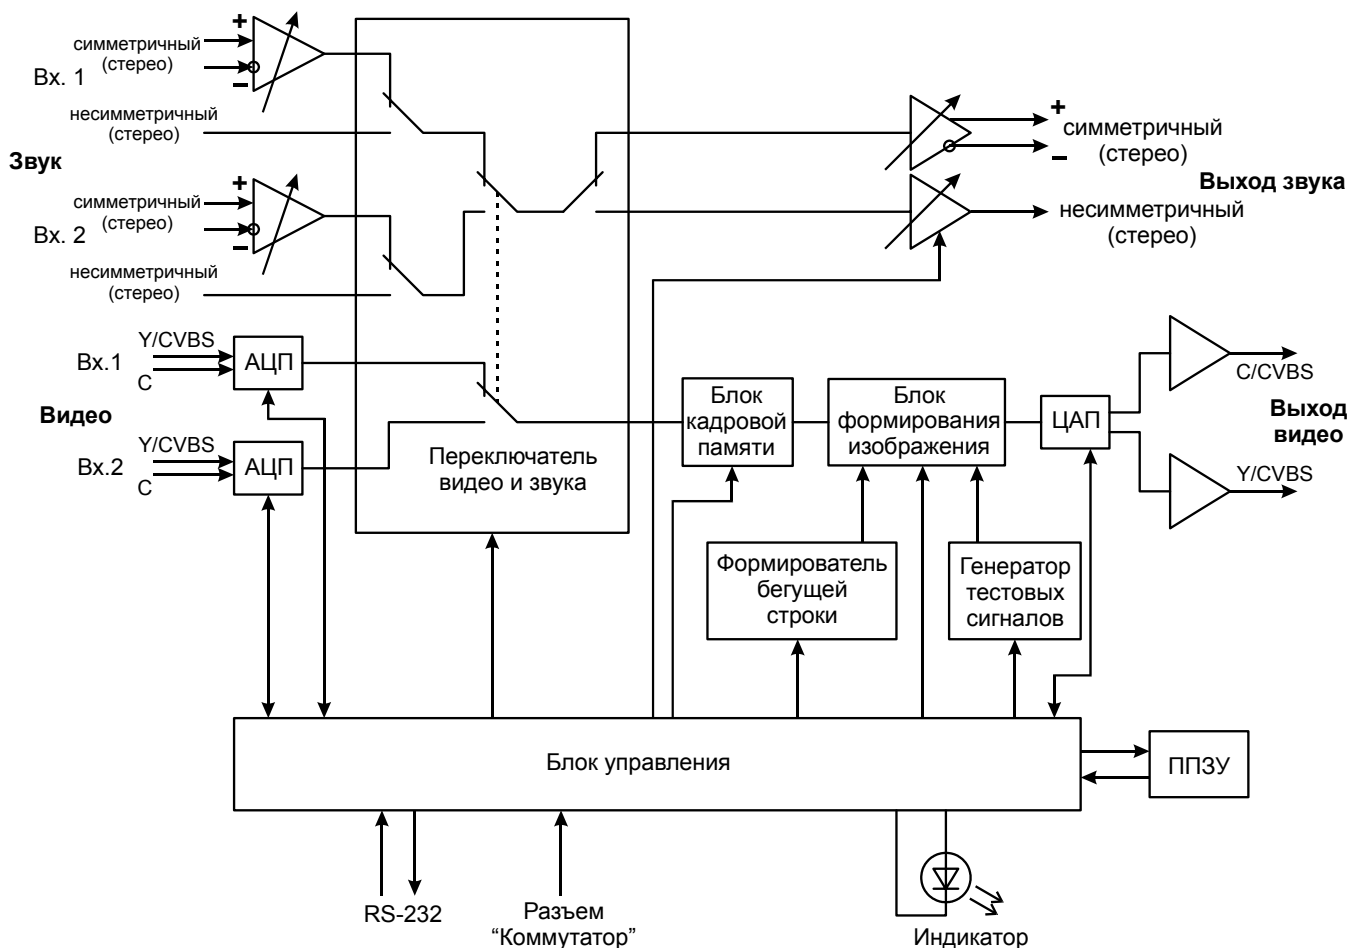 +
симметричный
(стерео)
Вх. 1
–
несимметричный
(стерео)
Звук
+
симметричный
(стерео)
Вх. 2
–
несимметричный
(стерео)
+
симметричный
(стерео)
–
Выход звука
несимметричный
(стерео)
Вх.1
Y/CVBS
C
АЦП
Видео
Вх.2
Y/CVBS
C
АЦП
Переключатель
видео и звука
Блок
кадровой
памяти
Блок
формирования
изображения
ЦАП
C/CVBS
Выход
видео
Y/CVBS
Формирователь
бегущей
строки
Генератор
тестовых
сигналов
Блок управления
ППЗУ
RS-232
Разъем
“Коммутатор”
Индикатор